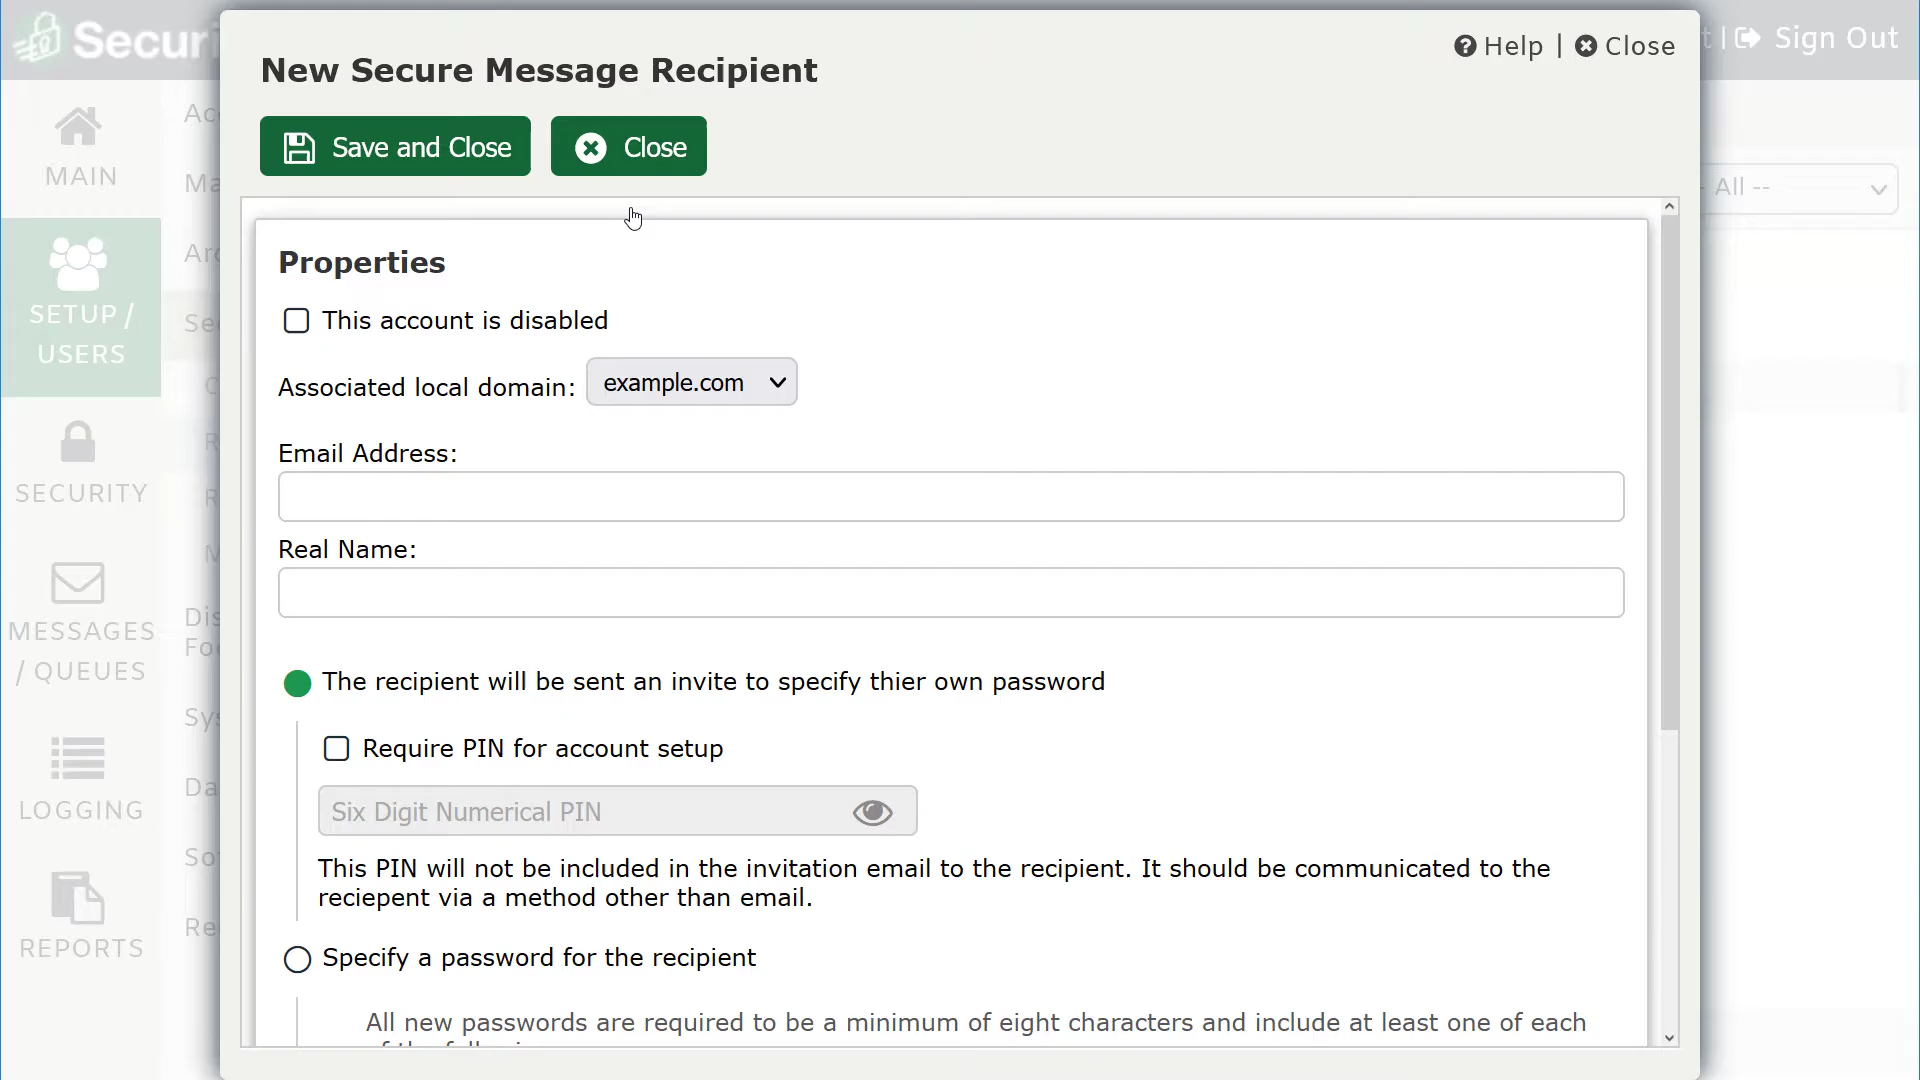 Help | Close
Sign Out
New Secure Message Recipient
Save and Close
Close
MAIN
SETUP /
USERS
SECURITY
MESSAGES
/ QUEUES
LOGGING
REPORTS
All --
Properties
This account is disabled
Associated local domain: example.com
Email Address:
Real Name:
The recipient will be sent an invite to specify thier own password
Require PIN for account setup
Six Digit Numerical PIN
This PIN will not be included in the invitation email to the recipient. It should be communicated to the
reciepent via a method other than email.
Specify a password for the recipient
All new passwords are required to be a minimum of eight characters and include at least one of each